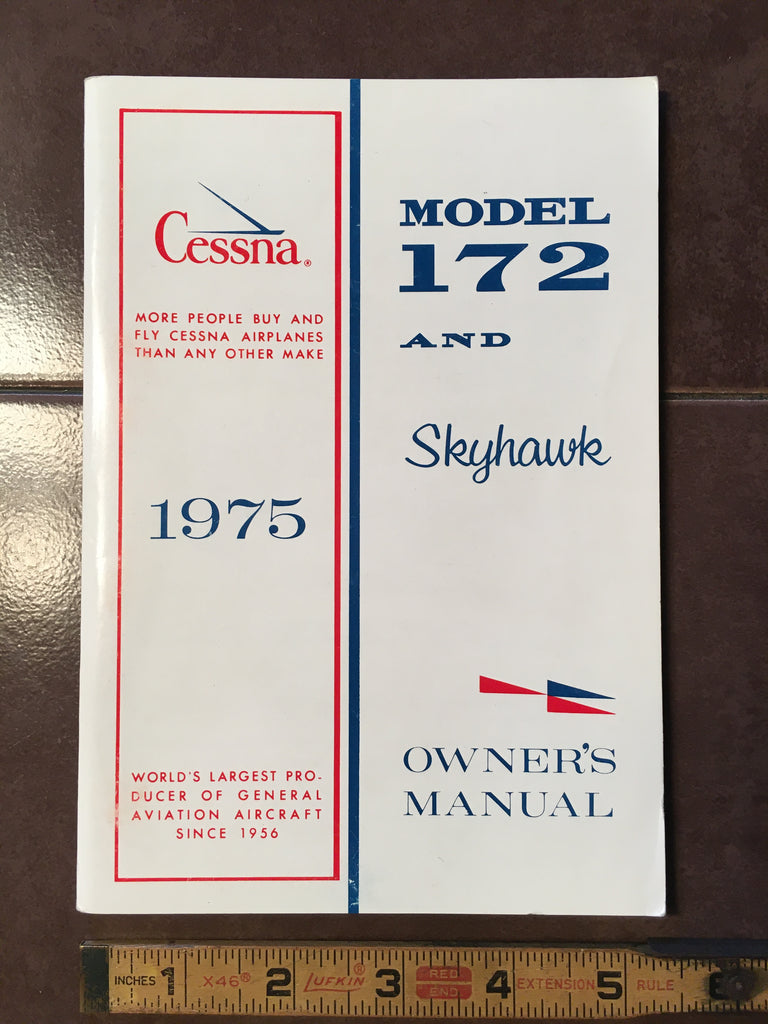 Cessna®
MORE PEOPLE BUY AND
FLY CESSNA AIRPLANES
THAN ANY OTHER MAKE
1975
WORLD'S LARGEST PRO-
DUCER OF GENERAL
AVIATION AIRCRAFT
SINCE 1956
MODEL
172
AND
Skyhawk
OWNER'S
MANUAL
INCHES 1 X46® 2 LUFKIN® 3 RED END 4 EXTENSION 5 RULE